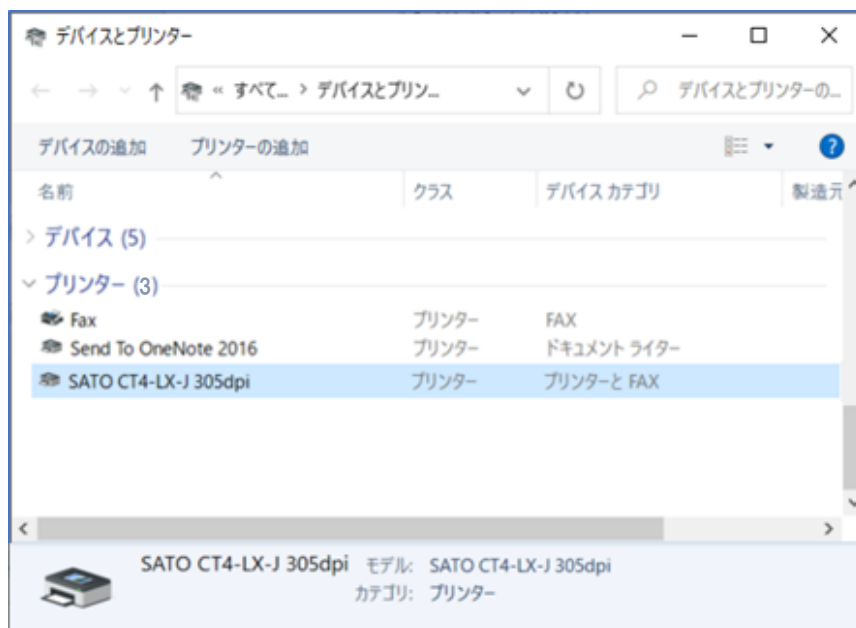 デバイスとプリンター
« すべて... > デバイスとプリン...
デバイスとプリンターの...
デバイスの追加 プリンターの追加
名前 クラス デバイス カテゴリ 製造元
デバイス (5)
プリンター (3)
Fax プリンター FAX
Send To OneNote 2016 プリンター ドキュメント ライター
SATO CT4-LX-J 305dpi プリンター プリンターと FAX
SATO CT4-LX-J 305dpi モデル: SATO CT4-LX-J 305dpi
カテゴリ: プリンター